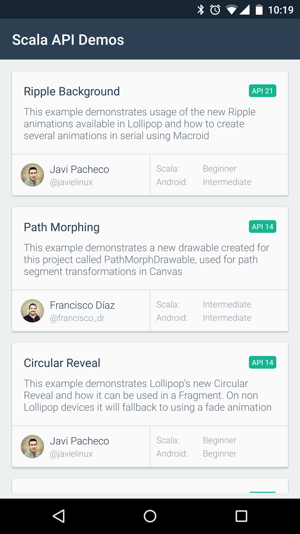 10:19
Scala API Demos
Ripple Background
API 21
This example demonstrates usage of the new Ripple
animations available in Lollipop and how to create
several animations in serial using Macroid
Javi Pacheco
@javielinux
Scala: Beginner
Android: Intermediate
Path Morphing
API 14
This example demonstrates a new drawable created for
this project called PathMorphDrawable, used for path
segment transformations in Canvas
Francisco Díaz
@francisco_dr
Scala: Intermediate
Android: Intermediate
Circular Reveal
API 14
This example demonstrates Lollipop's new Circular
Reveal and how it can be used in a Fragment. On non
Lollipop devices it will fallback to using a fade animation
Javi Pacheco
@javielinux
Scala: Beginner
Android: Beginner